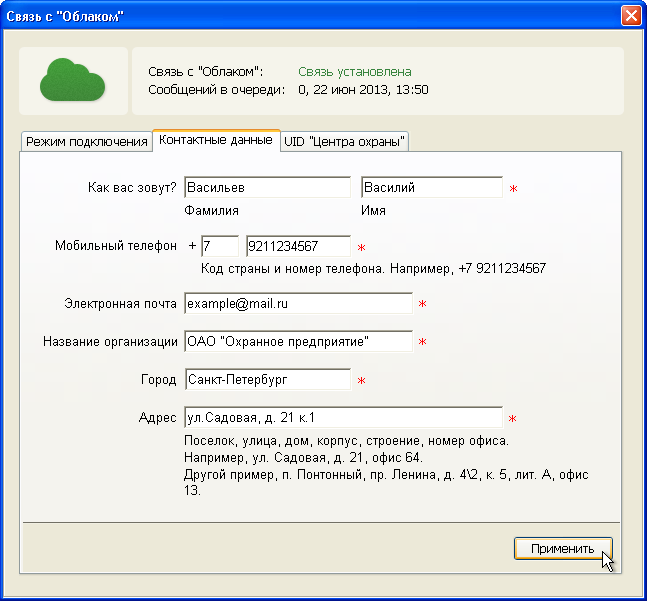 Связь с "Облаком"
Связь с "Облаком": Связь установлена
Сообщений в очереди: 0, 22 июн 2013, 13:50
Режим подключения Контактные данные UID "Центра охраны"
Как вас зовут? Васильев Василий *
Фамилия Имя
Мобильный телефон + 7 9211234567 *
Код страны и номер телефона. Например, +7 9211234567
Электронная почта example@mail.ru *
Название организации ОАО "Охранное предприятие" *
Город Санкт-Петербург *
Адрес ул.Садовая, д. 21 к.1 *
Поселок, улица, дом, корпус, строение, номер офиса.
Например, ул. Садовая, д. 21, офис 64.
Другой пример, п. Понтонный, пр. Ленина, д. 4\2, к. 5, лит. А, офис
13.
Применить